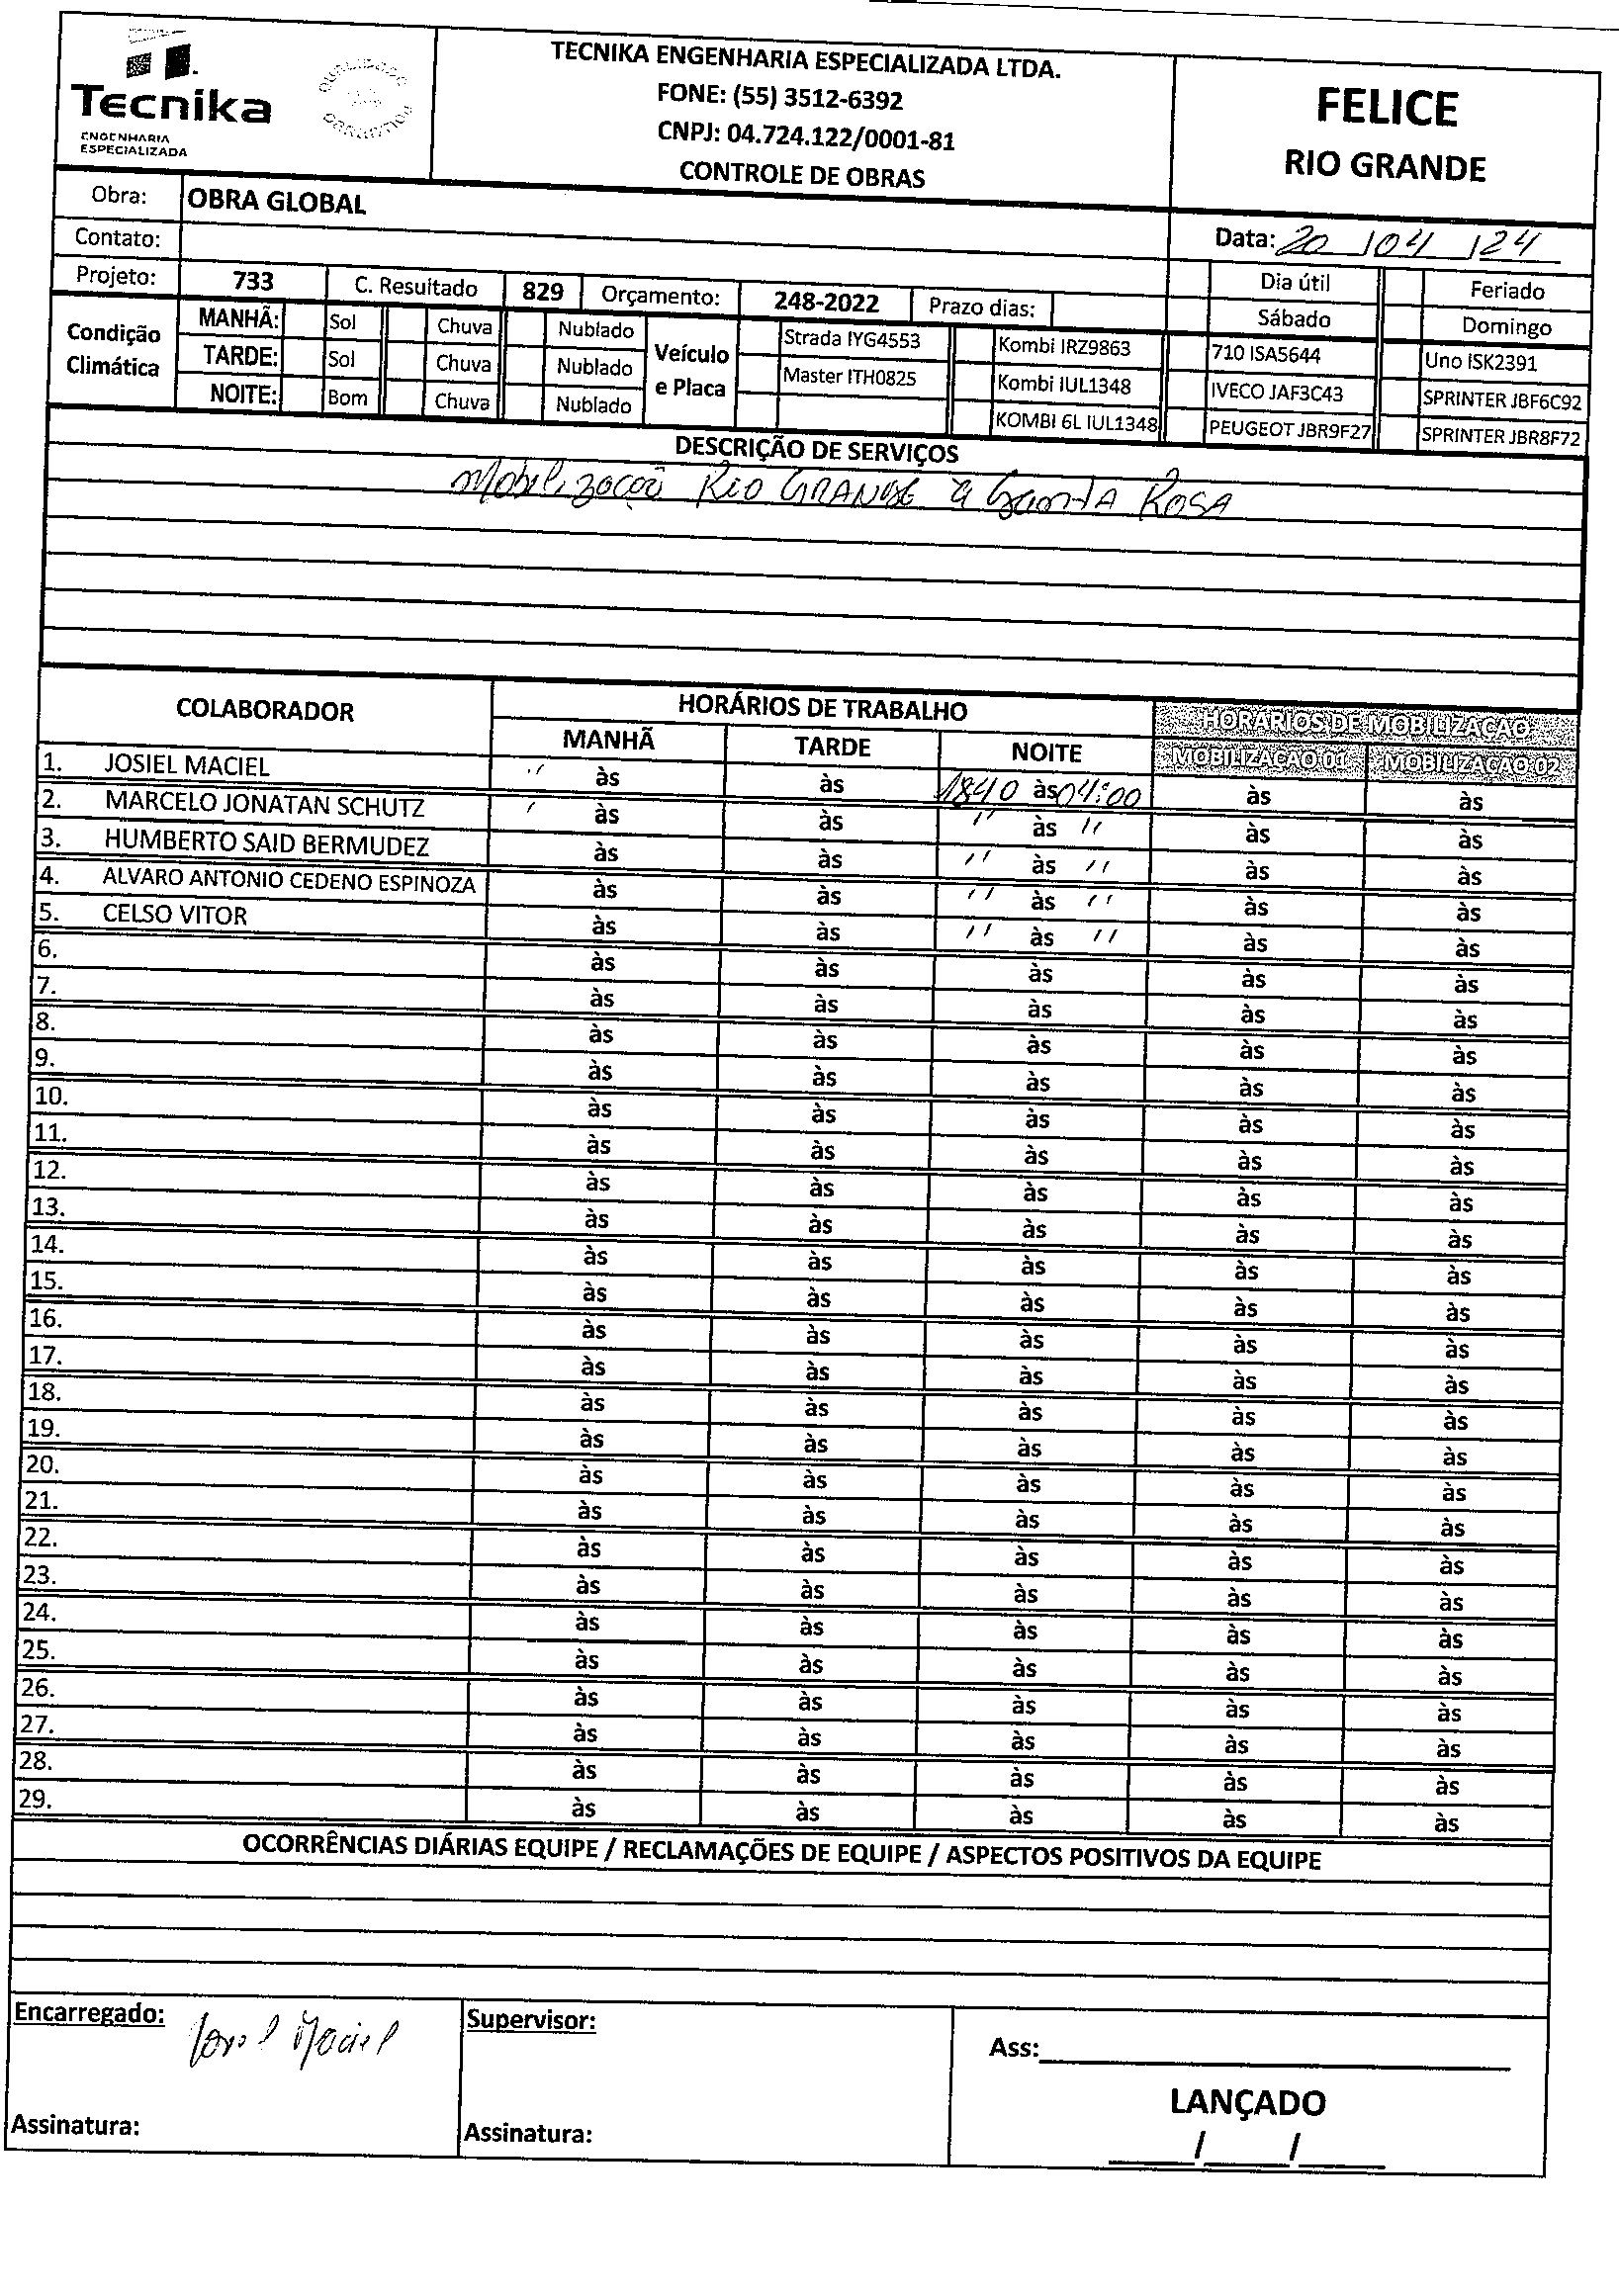 Tecnika
ENGENHARIA
ESPECIALIZADA
TECNIKA ENGENHARIA ESPECIALIZADA LTDA.
FONE: (55) 3512-6392
CNPJ: 04.724.122/0001-81
CONTROLE DE OBRAS
FELICE
RIO GRANDE
Obra: OBRA GLOBAL
Contato:
Data: 20 / 04 / 24
Projeto: 733 C. Resultado 829 Orçamento: 248-2022 Prazo dias:
Dia útil Feriado
Sábado Domingo
Condição Climática
MANHÃ: Sol Chuva Nublado
TARDE: Sol Chuva Nublado
NOITE: Bom Chuva Nublado
Veículo e Placa
Strada IYG4553 Kombi IRZ9863 710 ISA5644 Uno ISK2391
Master ITH0825 Kombi IUL1348 IVECO JAF3C43 SPRINTER JBF6C92
KOMBI 6L IUL1348 PEUGEOT JBR9F27 SPRINTER JBR8F72
DESCRIÇÃO DE SERVIÇOS
Mobilização RIO GRANDE à Santa ROSA
COLABORADOR HORÁRIOS DE TRABALHO HORÁRIOS DE MOBILIZACAO
MANHÃ TARDE NOITE MOBILIZACAO 01 MOBILIZACAO 02
1. JOSIEL MACIEL " às às 1840 às 04:00 às às
2. MARCELO JONATAN SCHUTZ ' às às " às " às às
3. HUMBERTO SAID BERMUDEZ às às " às " às às
4. ALVARO ANTONIO CEDENO ESPINOZA às às " às " às às
5. CELSO VITOR às às " às " às às
6. às às às às às
7. às às às às às
8. às às às às às
9. às às às às às
10. às às às às às
11. às às às às às
12. às às às às às
13. às às às às às
14. às às às às às
15. às às às às às
16. às às às às às
17. às às às às às
18. às às às às às
19. às às às às às
20. às às às às às
21. às às às às às
22. às às às às às
23. às às às às às
24. às às às às às
25. às às às às às
26. às às às às às
27. às às às às às
28. às às às às às
29. às às às às às
OCORRÊNCIAS DIÁRIAS EQUIPE / RECLAMAÇÕES DE EQUIPE / ASPECTOS POSITIVOS DA EQUIPE
Encarregado: Josiel Maciel
Supervisor:
Ass:
LANÇADO
/ /
Assinatura:
Assinatura: